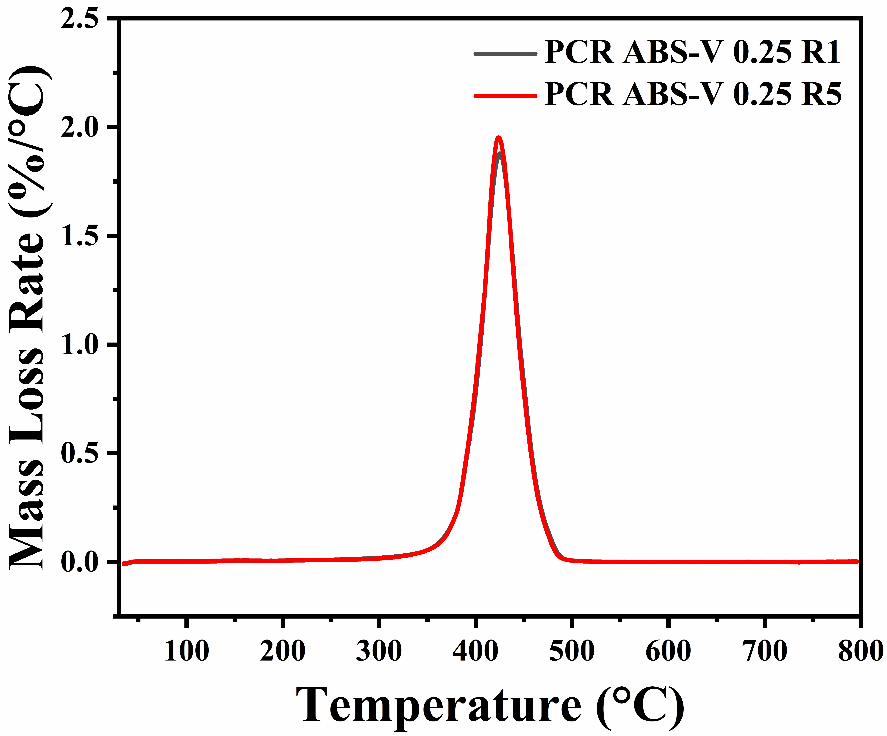 2.5
2.0
1.5
1.0
0.5
0.0
Mass Loss Rate (%/°C)
PCR ABS-V 0.25 R1
PCR ABS-V 0.25 R5
100 200 300 400 500 600 700 800
Temperature (°C)